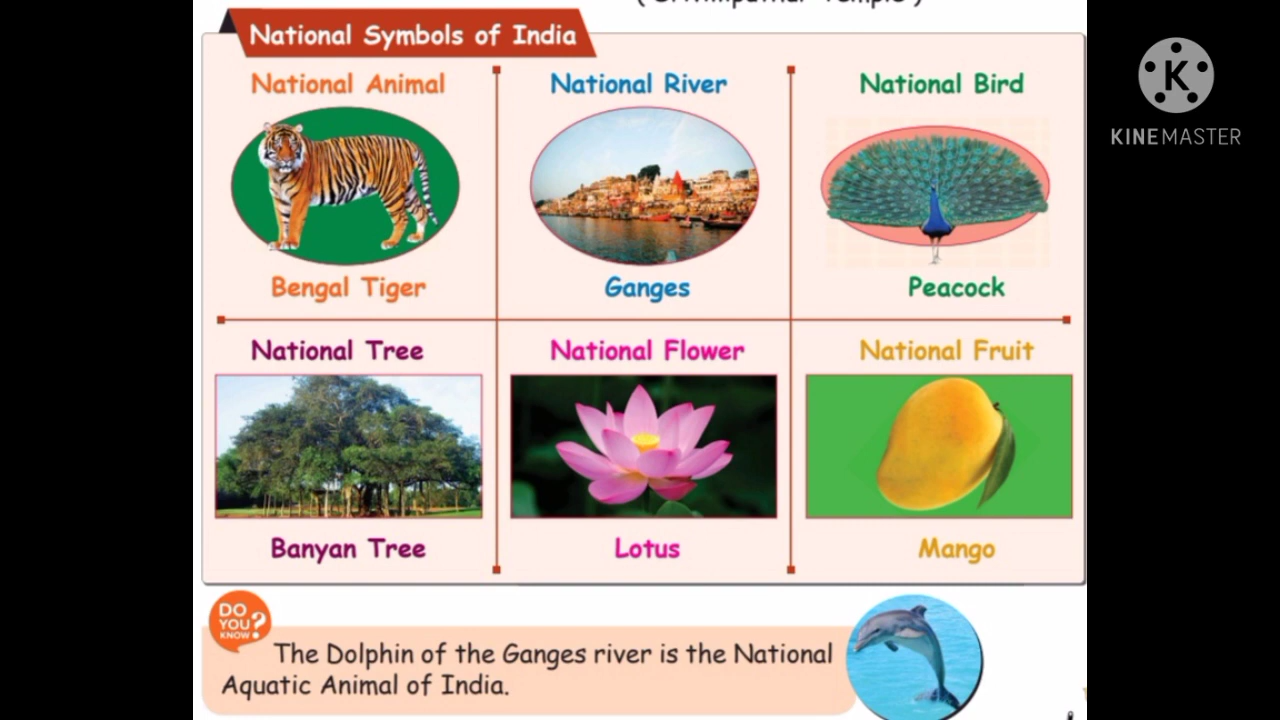 National Symbols of India
National Animal
National River
National Bird
Bengal Tiger
Ganges
Peacock
National Tree
National Flower
National Fruit
Banyan Tree
Lotus
Mango
DO
YOU
KNOW?
The Dolphin of the Ganges river is the National
Aquatic Animal of India.
K
KINEMASTER